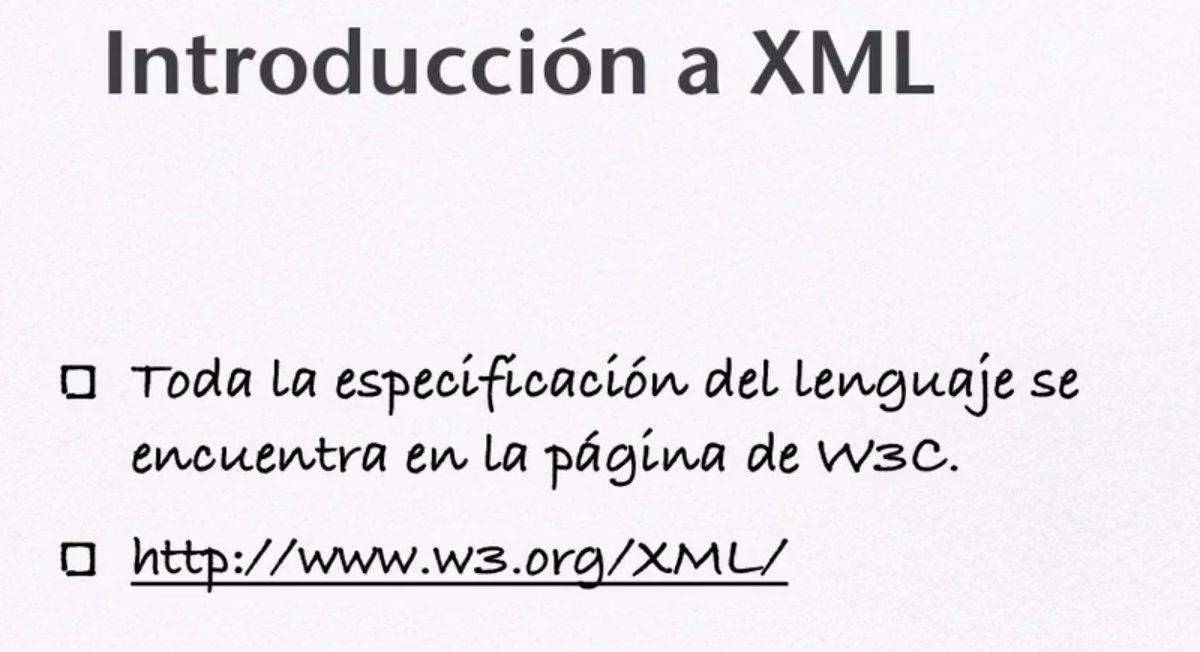 Introducción a XML
Toda la especificación del lenguaje se
encuentra en la página de W3C.
http://www.w3.org/XML/